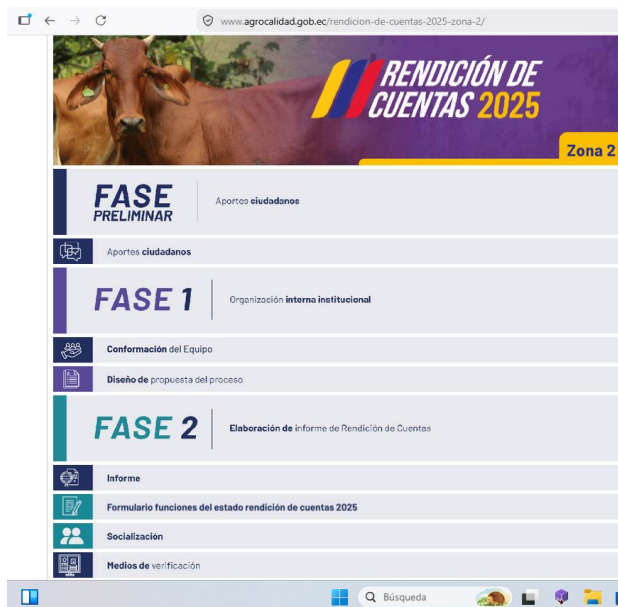 www.agrocalidad.gob.ec/rendicion-de-cuentas-2025-zona-2/
RENDICIÓN DE
CUENTAS 2025
Zona 2
FASE
PRELIMINAR
Aportes ciudadanos
Aportes ciudadanos
FASE 1
Organización interna institucional
Conformación del Equipo
Diseño de propuesta del proceso
FASE 2
Elaboración de informe de Rendición de Cuentas
Informe
Formulario funciones del estado rendición de cuentas 2025
Socialización
Medios de verificación
Búsqueda